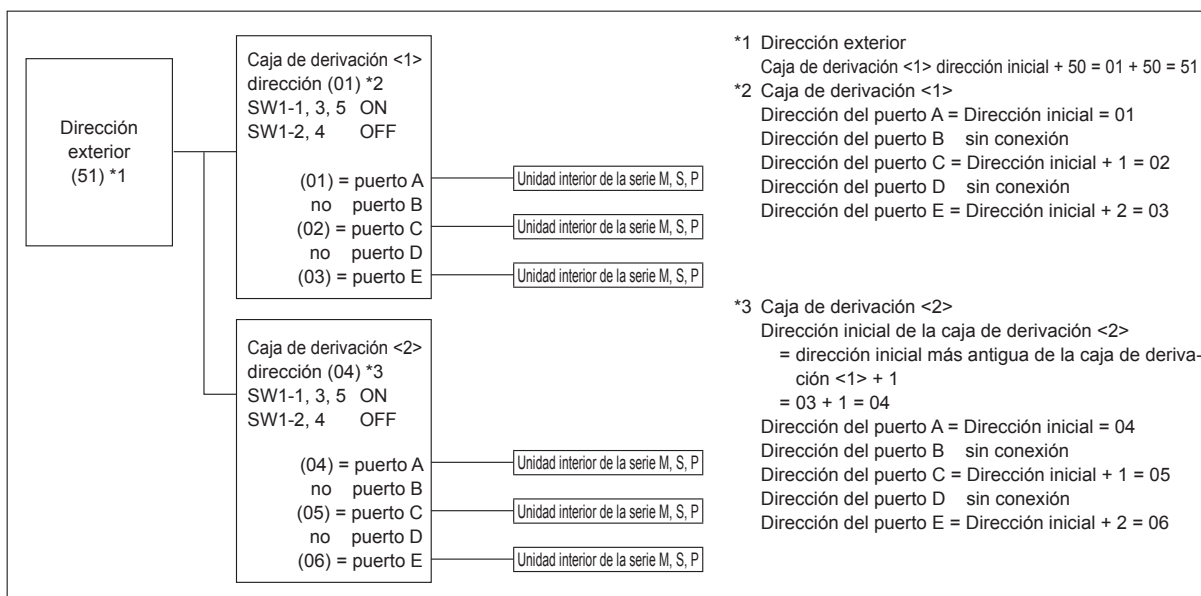 Dirección
exterior
(51) *1
Caja de derivación <1>
dirección (01) *2
SW1-1, 3, 5 ON
SW1-2, 4 OFF
(01) = puerto A
no puerto B
(02) = puerto C
no puerto D
(03) = puerto E
Unidad interior de la serie M, S, P
Unidad interior de la serie M, S, P
Unidad interior de la serie M, S, P
Caja de derivación <2>
dirección (04) *3
SW1-1, 3, 5 ON
SW1-2, 4 OFF
(04) = puerto A
no puerto B
(05) = puerto C
no puerto D
(06) = puerto E
Unidad interior de la serie M, S, P
Unidad interior de la serie M, S, P
Unidad interior de la serie M, S, P
*1 Dirección exterior
Caja de derivación <1> dirección inicial + 50 = 01 + 50 = 51
*2 Caja de derivación <1>
Dirección del puerto A = Dirección inicial = 01
Dirección del puerto B sin conexión
Dirección del puerto C = Dirección inicial + 1 = 02
Dirección del puerto D sin conexión
Dirección del puerto E = Dirección inicial + 2 = 03
*3 Caja de derivación <2>
Dirección inicial de la caja de derivación <2>
= dirección inicial más antigua de la caja de deriva-
ción <1> + 1
= 03 + 1 = 04
Dirección del puerto A = Dirección inicial = 04
Dirección del puerto B sin conexión
Dirección del puerto C = Dirección inicial + 1 = 05
Dirección del puerto D sin conexión
Dirección del puerto E = Dirección inicial + 2 = 06